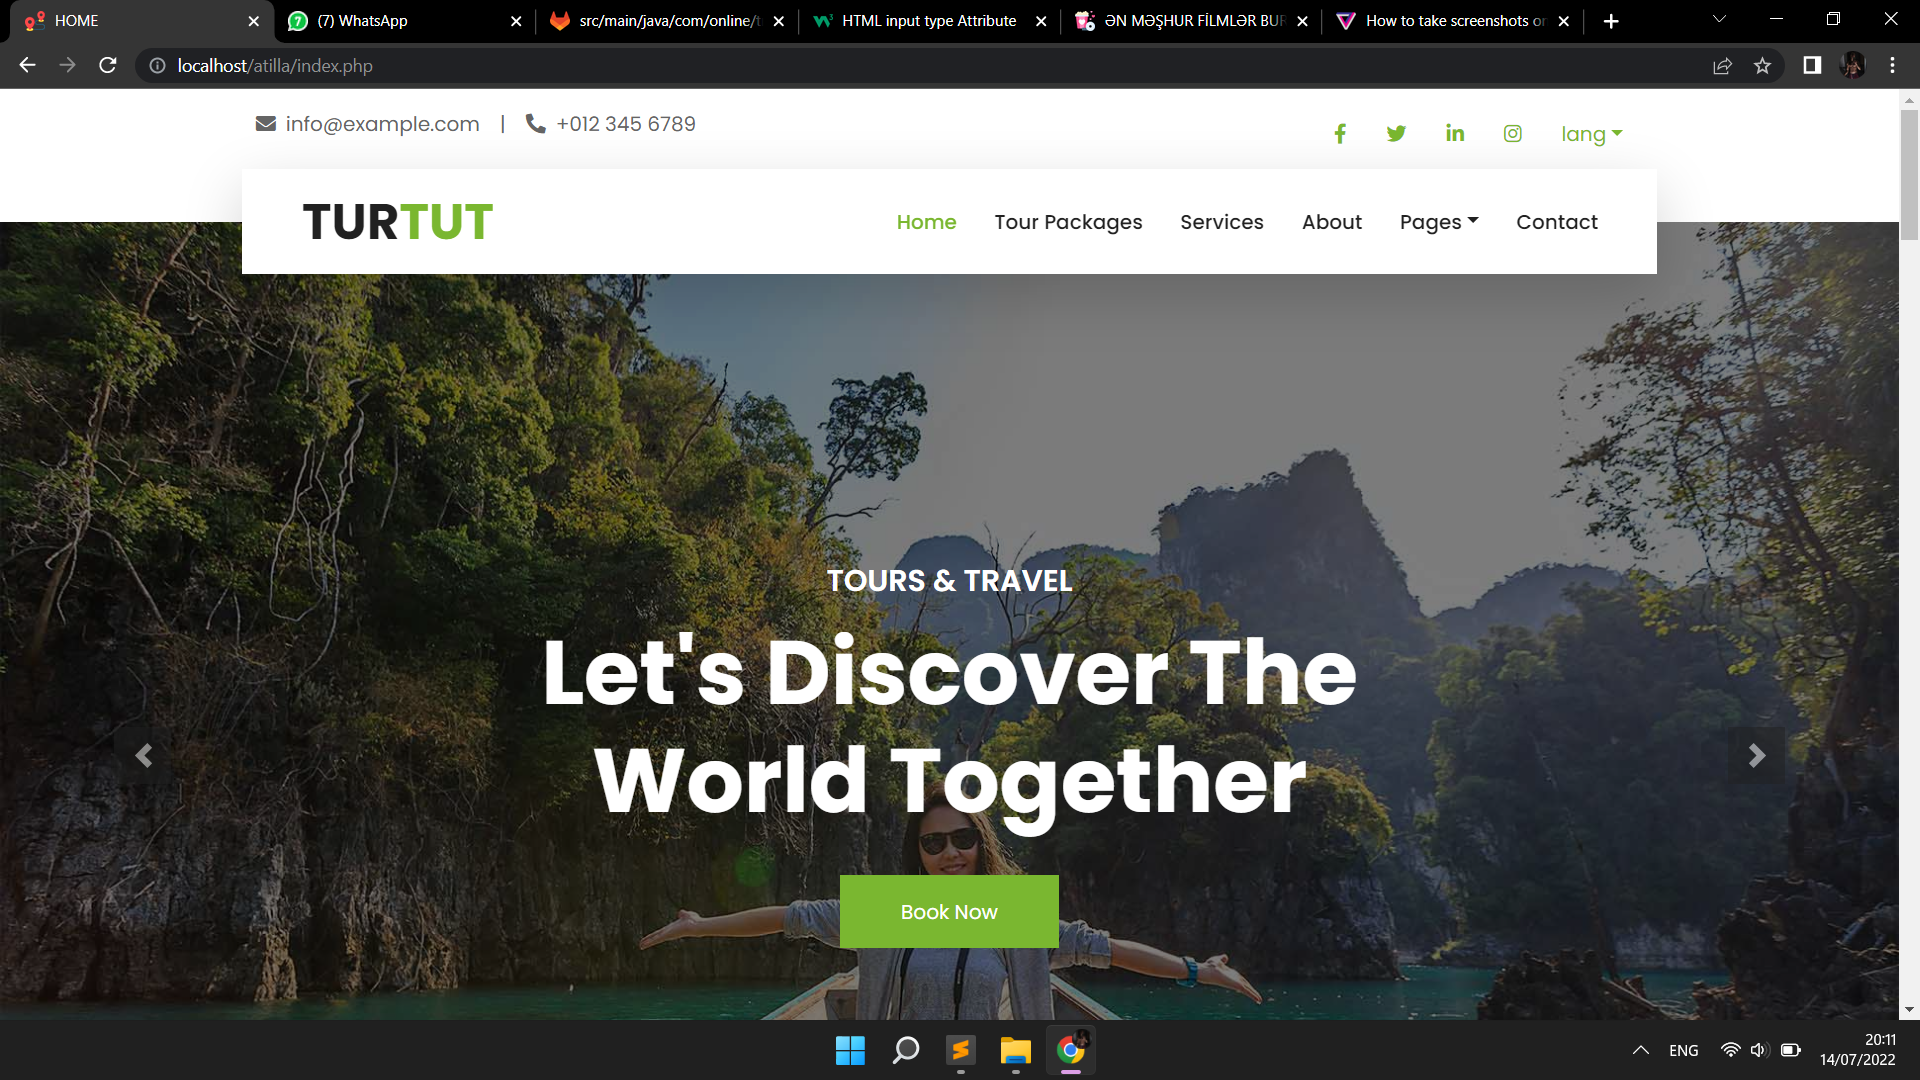 HOME
(7) WhatsApp
src/main/java/com/online/t
HTML input type Attribute
ƏN MƏŞHUR FİLMLƏR BUR
How to take screenshots on
localhost/atilla/index.php
info@example.com | +012 345 6789
lang
TURTUT
Home Tour Packages Services About Pages Contact
TOURS & TRAVEL
Let's Discover The
World Together
Book Now
ENG
20:11
14/07/2022